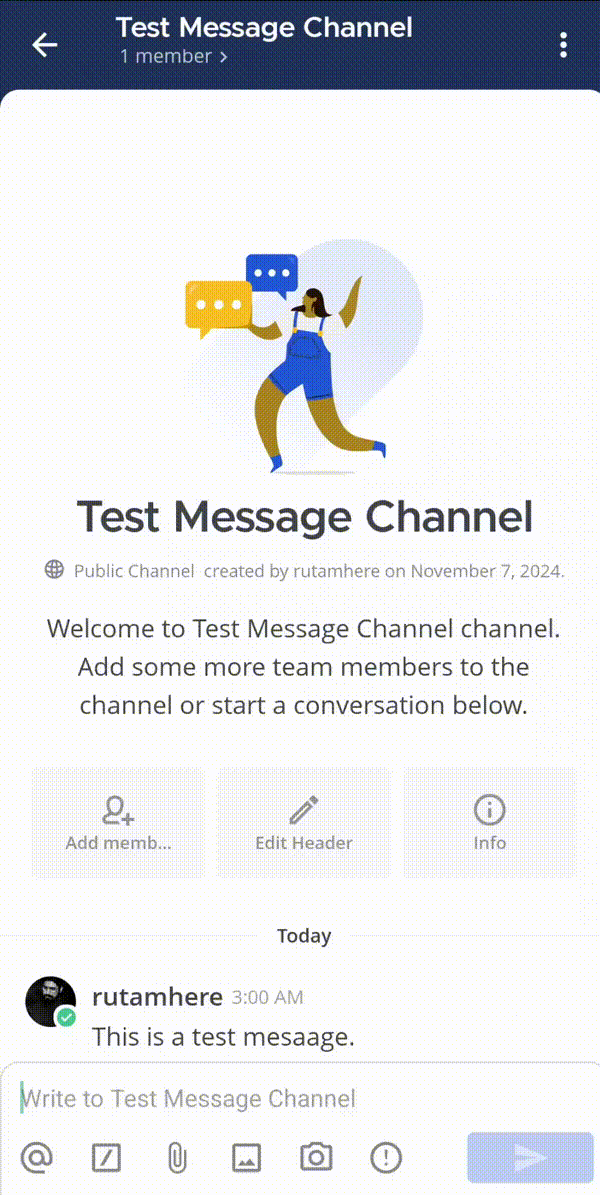 Test Message Channel
1 member >
Test Message Channel
Public Channel created by rutamhere on November 7, 2024.
Welcome to Test Message Channel channel.
Add some more team members to the
channel or start a conversation below.
Add memb...
Edit Header
Info
Today
rutamhere 3:00 AM
This is a test mesaage.
Write to Test Message Channel